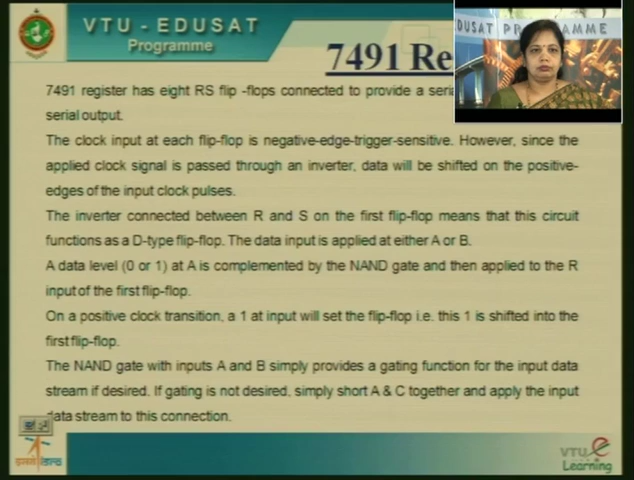 VTU - EDUSAT
Programme
EDUSAT PROGRAMME
7491 Re
7491 register has eight RS flip -flops connected to provide a seria
serial output.
The clock input at each flip-flop is negative-edge-trigger-sensitive. However, since the
applied clock signal is passed through an inverter, data will be shifted on the positive-
edges of the input clock pulses.
The inverter connected between R and S on the first flip-flop means that this circuit
functions as a D-type flip-flop. The data input is applied at either A or B.
A data level (0 or 1) at A is complemented by the NAND gate and then applied to the R
input of the first flip-flop.
On a positive clock transition, a 1 at input will set the flip-flop i.e. this 1 is shifted into the
first flip-flop.
The NAND gate with inputs A and B simply provides a gating function for the input data
stream if desired. If gating is not desired, simply short A & C together and apply the input
data stream to this connection.
VTU e
Learning